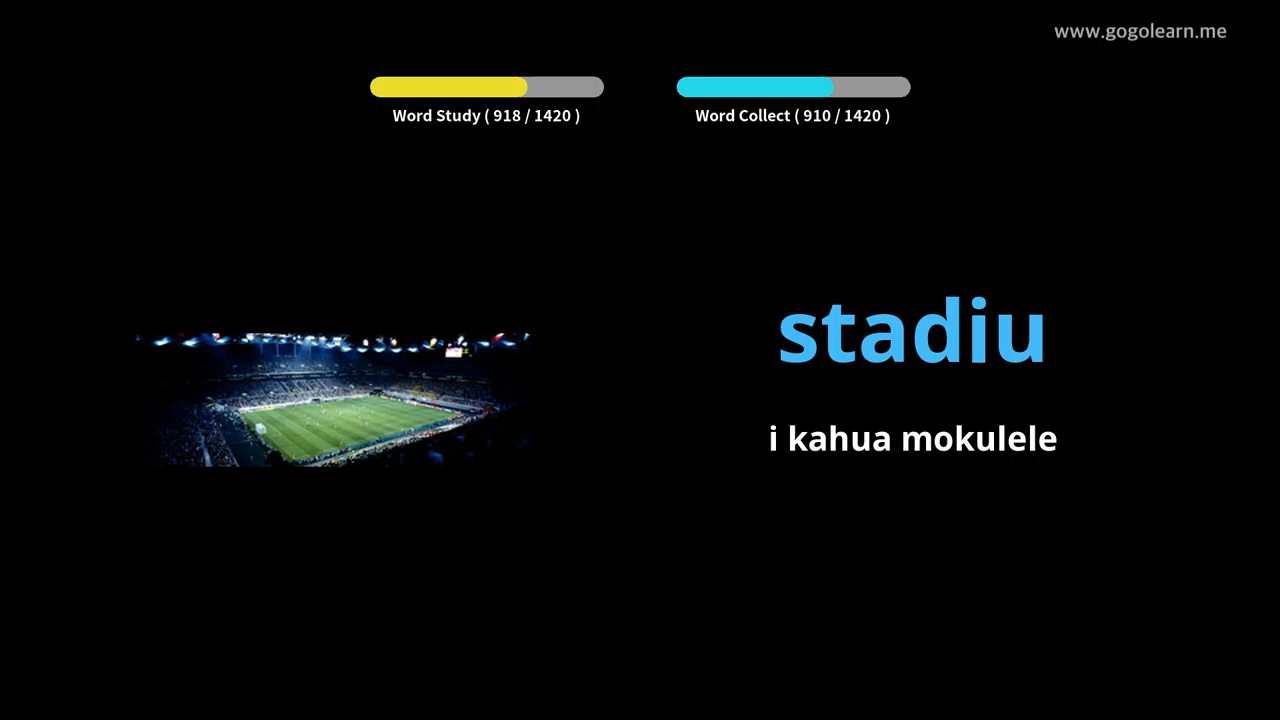 www.gogolearn.me
Word Study ( 918 / 1420 )
Word Collect ( 910 / 1420 )
stadiu
i kahua mokulele